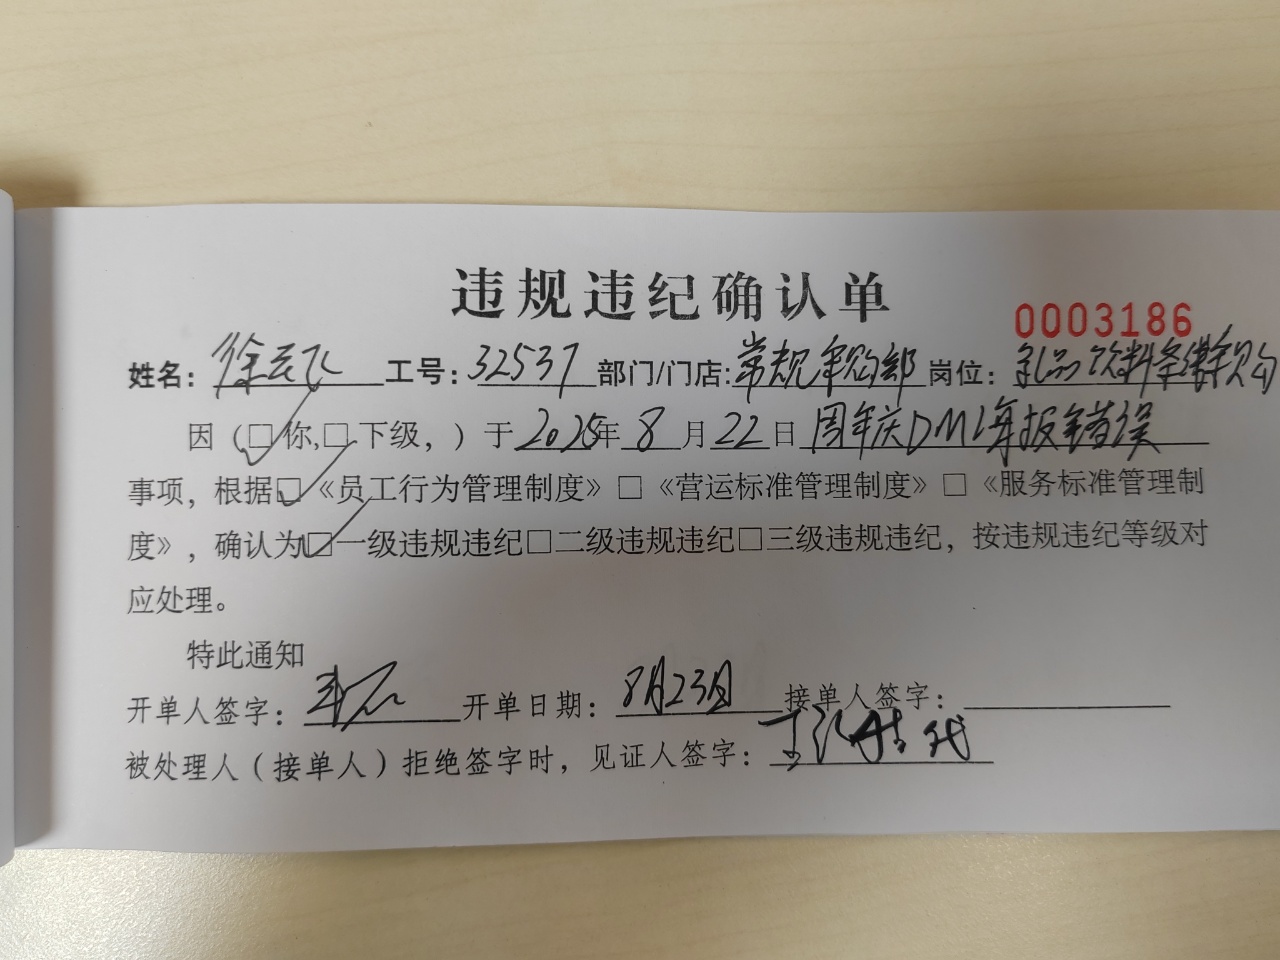 违规违纪确认单
0003186
姓名：徐云飞 工号：32537 部门/门店：常规采购部 岗位：乳品饮料采购
因（☑你,□下级，）于2025年8月22日周年庆DM 报错误
事项，根据☑《员工行为管理制度》□《营运标准管理制度》□《服务标准管理制
度》，确认为☑一级违规违纪□二级违规违纪□三级违规违纪，按违规违纪等级对
应处理。
特此通知
开单人签字： 开单日期：8月23日 接单人签字：
被处理人（接单人）拒绝签字时，见证人签字： 代